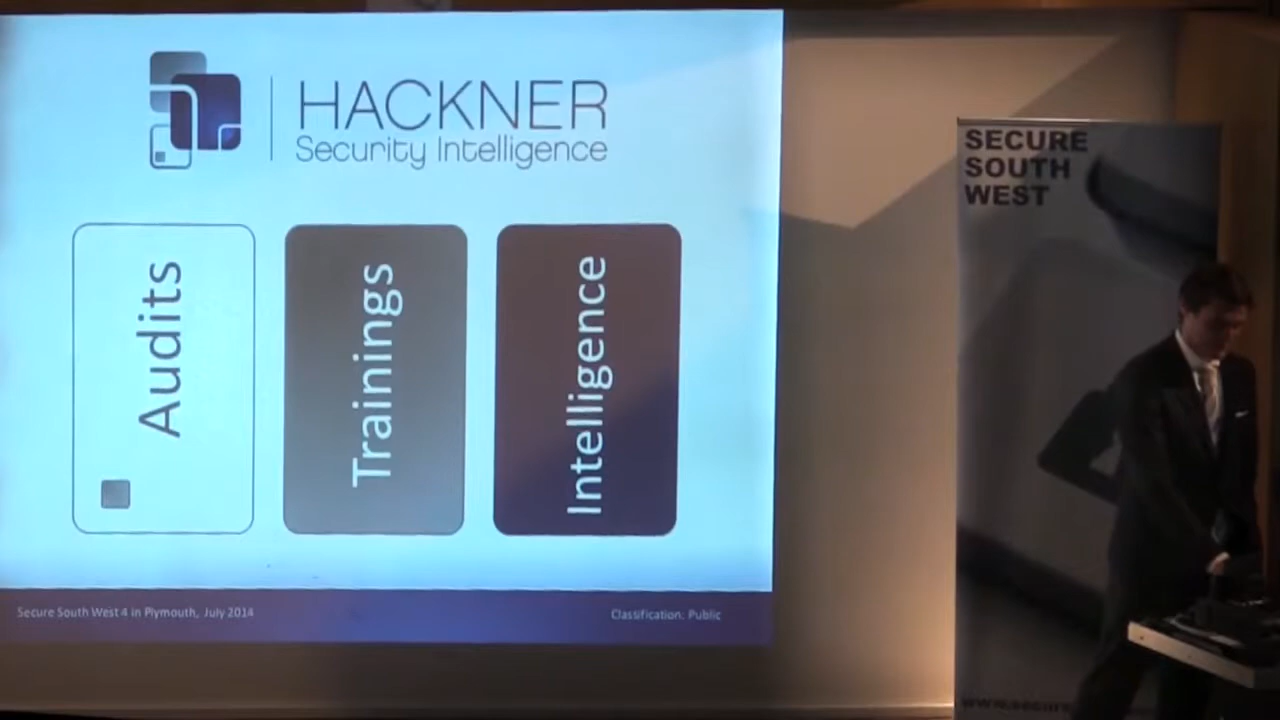 HACKNER
Security Intelligence
Audits
Trainings
Intelligence
Secure South West 4 in Plymouth, July 2014
Classification: Public
SECURE
SOUTH
WEST